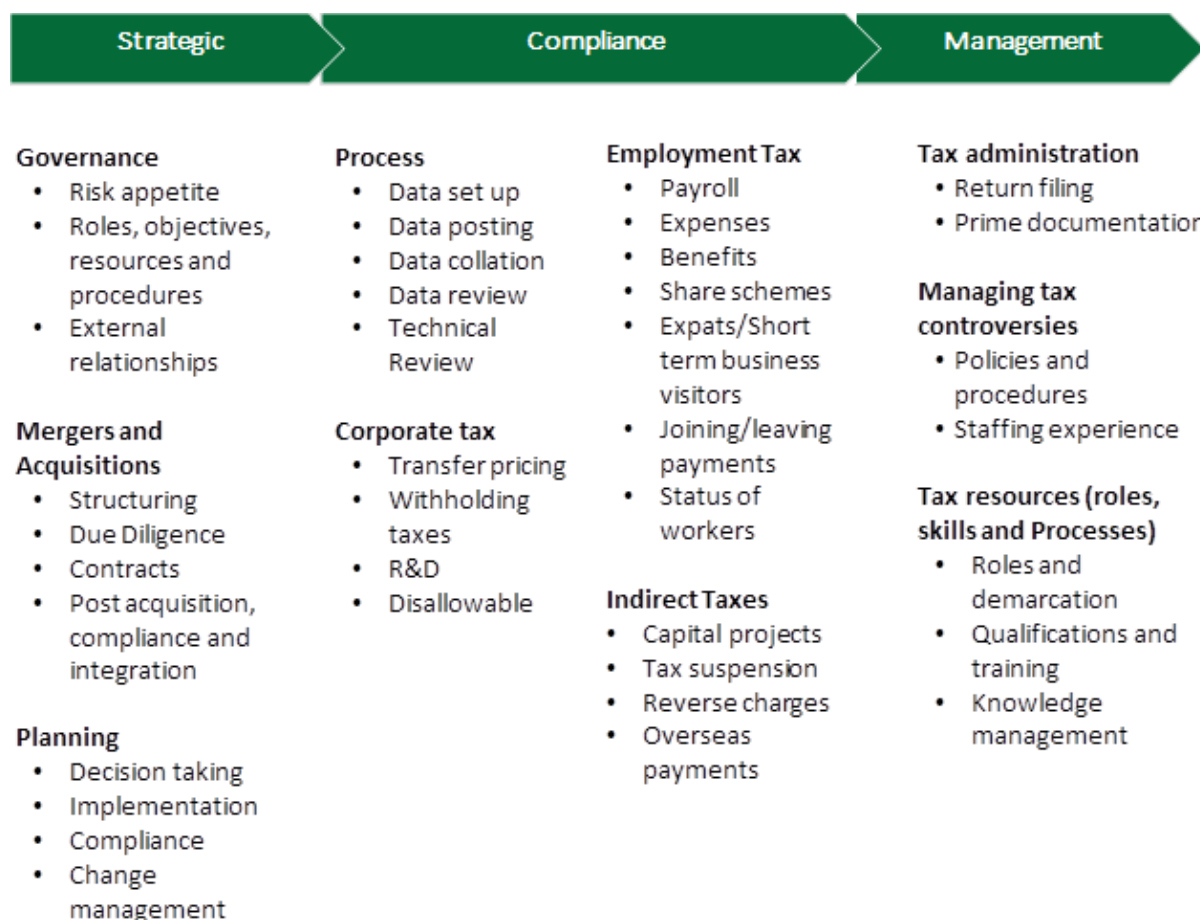 Strategic
Compliance
Management
Governance
• Risk appetite
• Roles, objectives,
resources and
procedures
• External
relationships
Mergers and
Acquisitions
• Structuring
• Due Diligence
• Contracts
• Post acquisition,
compliance and
integration
Planning
• Decision taking
• Implementation
• Compliance
• Change
management
Process
• Data set up
• Data posting
• Data collation
• Data review
• Technical
Review
Corporate tax
• Transfer pricing
• Withholding
taxes
• R&D
• Disallowable
Employment Tax
• Payroll
• Expenses
• Benefits
• Share schemes
• Expats/Short
term business
visitors
• Joining/leaving
payments
• Status of
workers
Indirect Taxes
• Capital projects
• Tax suspension
• Reverse charges
• Overseas
payments
Tax administration
• Return filing
• Prime documentation
Managing tax
controversies
• Policies and
procedures
• Staffing experience
Tax resources (roles,
skills and Processes)
• Roles and
demarcation
• Qualifications and
training
• Knowledge
management